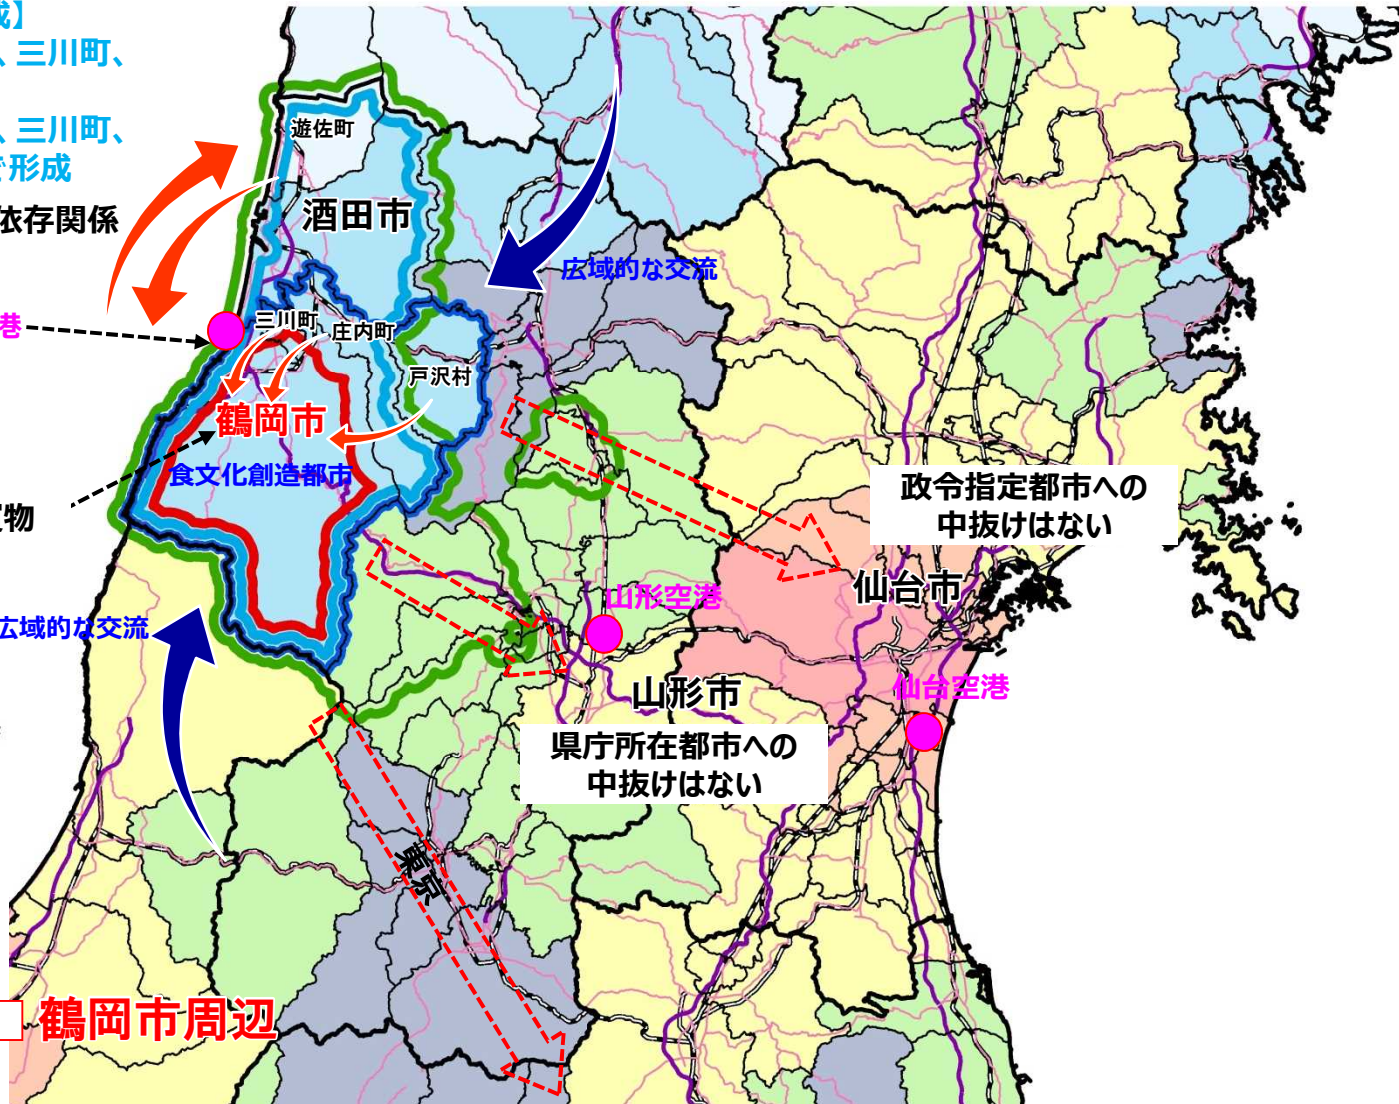 成】
、三川町、
、三川町、
で形成
依存関係
遊佐町
酒田市
広域的な交流
港
三川町
庄内町
戸沢村
鶴岡市
食文化創造都市
買物
政令指定都市への
中抜けはない
仙台市
山形空港
広域的な交流
山形市
仙台空港
県庁所在都市への
中抜けはない
東京
鶴岡市周辺